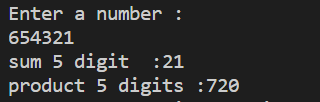 Enter a number :
654321
sum 5 digit  :21
product 5 digits :720